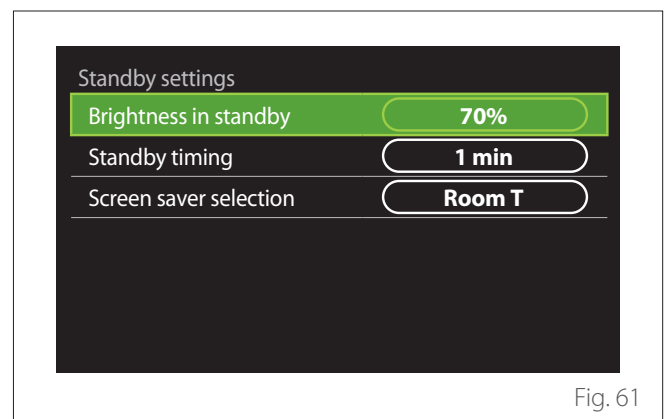 Standby settings
Brightness in standby 70%
Standby timing 1 min
Screen saver selection Room T
Fig. 61